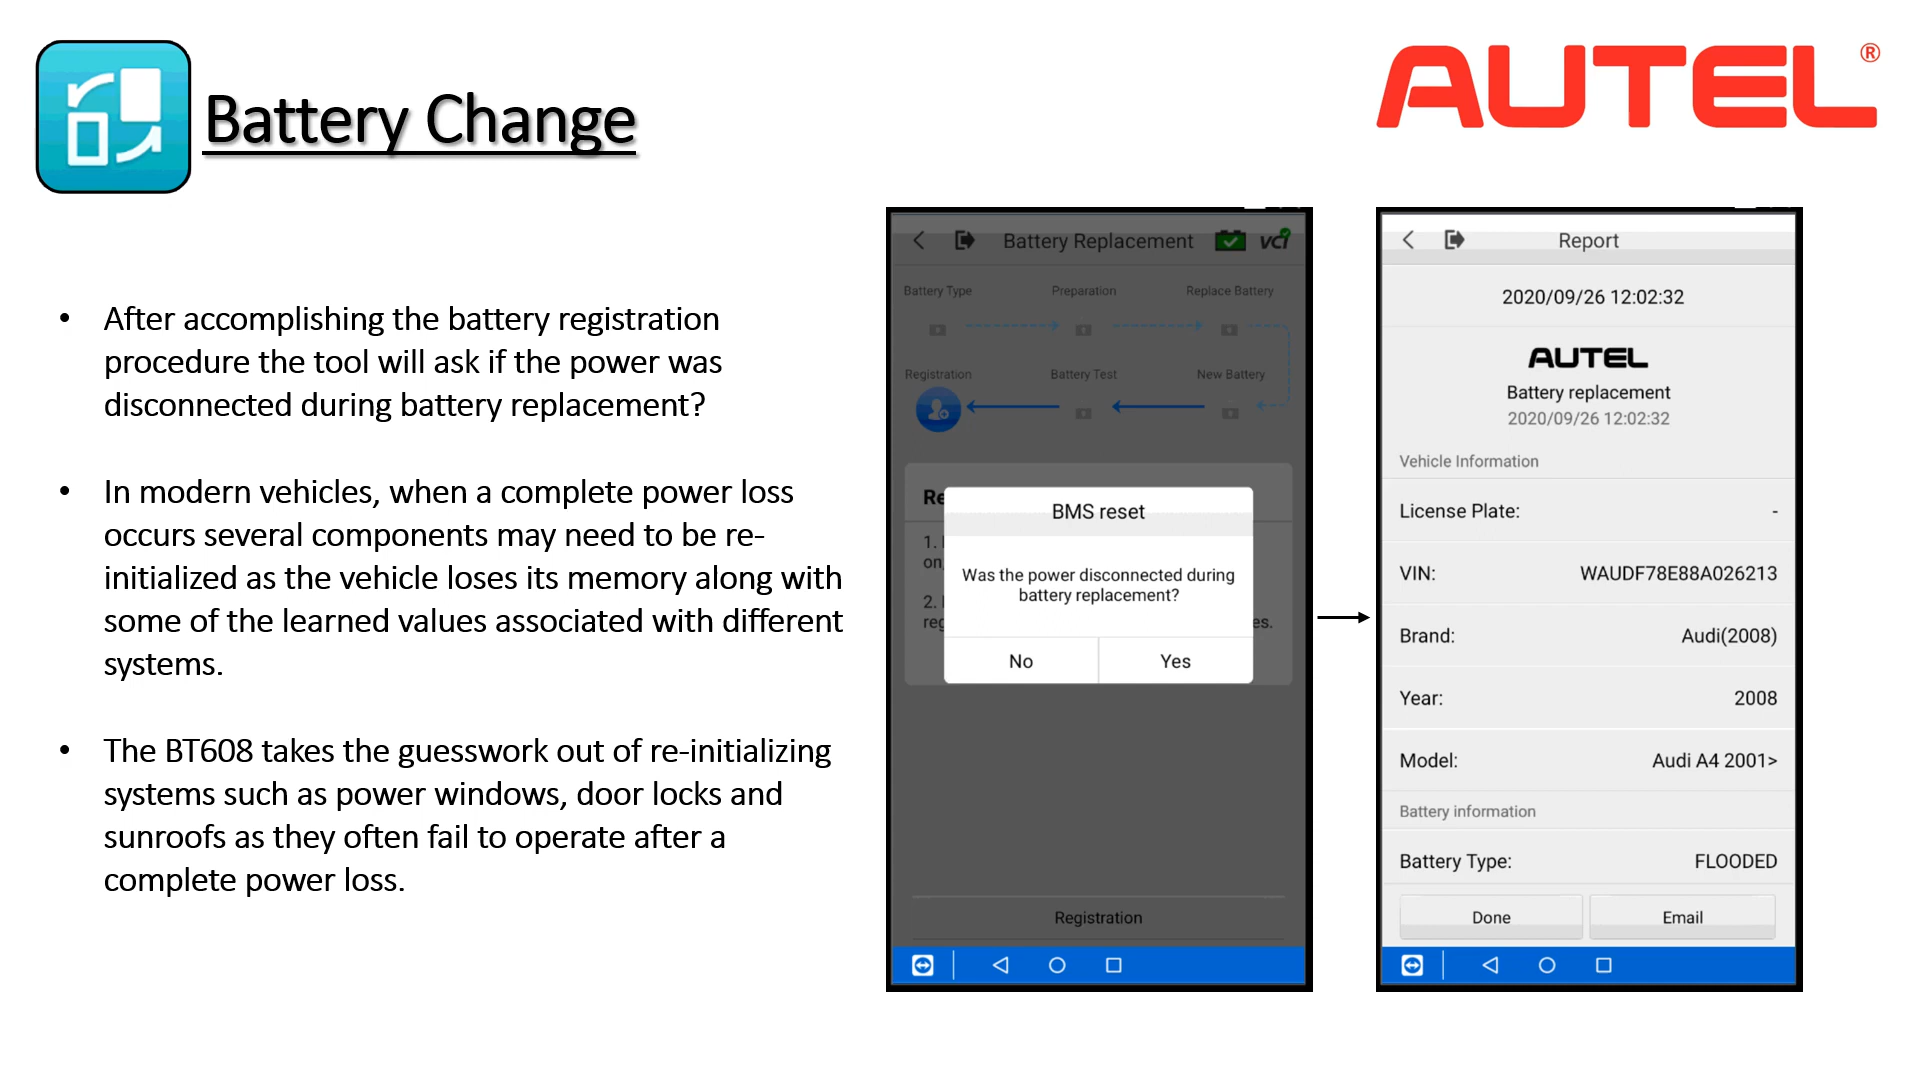 Battery Change
AUTEL®
• After accomplishing the battery registration
procedure the tool will ask if the power was
disconnected during battery replacement?
• In modern vehicles, when a complete power loss
occurs several components may need to be re-
initialized as the vehicle loses its memory along with
some of the learned values associated with different
systems.
• The BT608 takes the guesswork out of re-initializing
systems such as power windows, door locks and
sunroofs as they often fail to operate after a
complete power loss.
Battery Replacement VCI
Battery Type Preparation Replace Battery
Registration Battery Test New Battery
Re
1.
on
2.
reg es.
BMS reset
Was the power disconnected during
battery replacement?
No Yes
Registration
Report
2020/09/26 12:02:32
AUTEL
Battery replacement
2020/09/26 12:02:32
Vehicle Information
License Plate: -
VIN: WAUDF78E88A026213
Brand: Audi(2008)
Year: 2008
Model: Audi A4 2001>
Battery information
Battery Type: FLOODED
Done Email